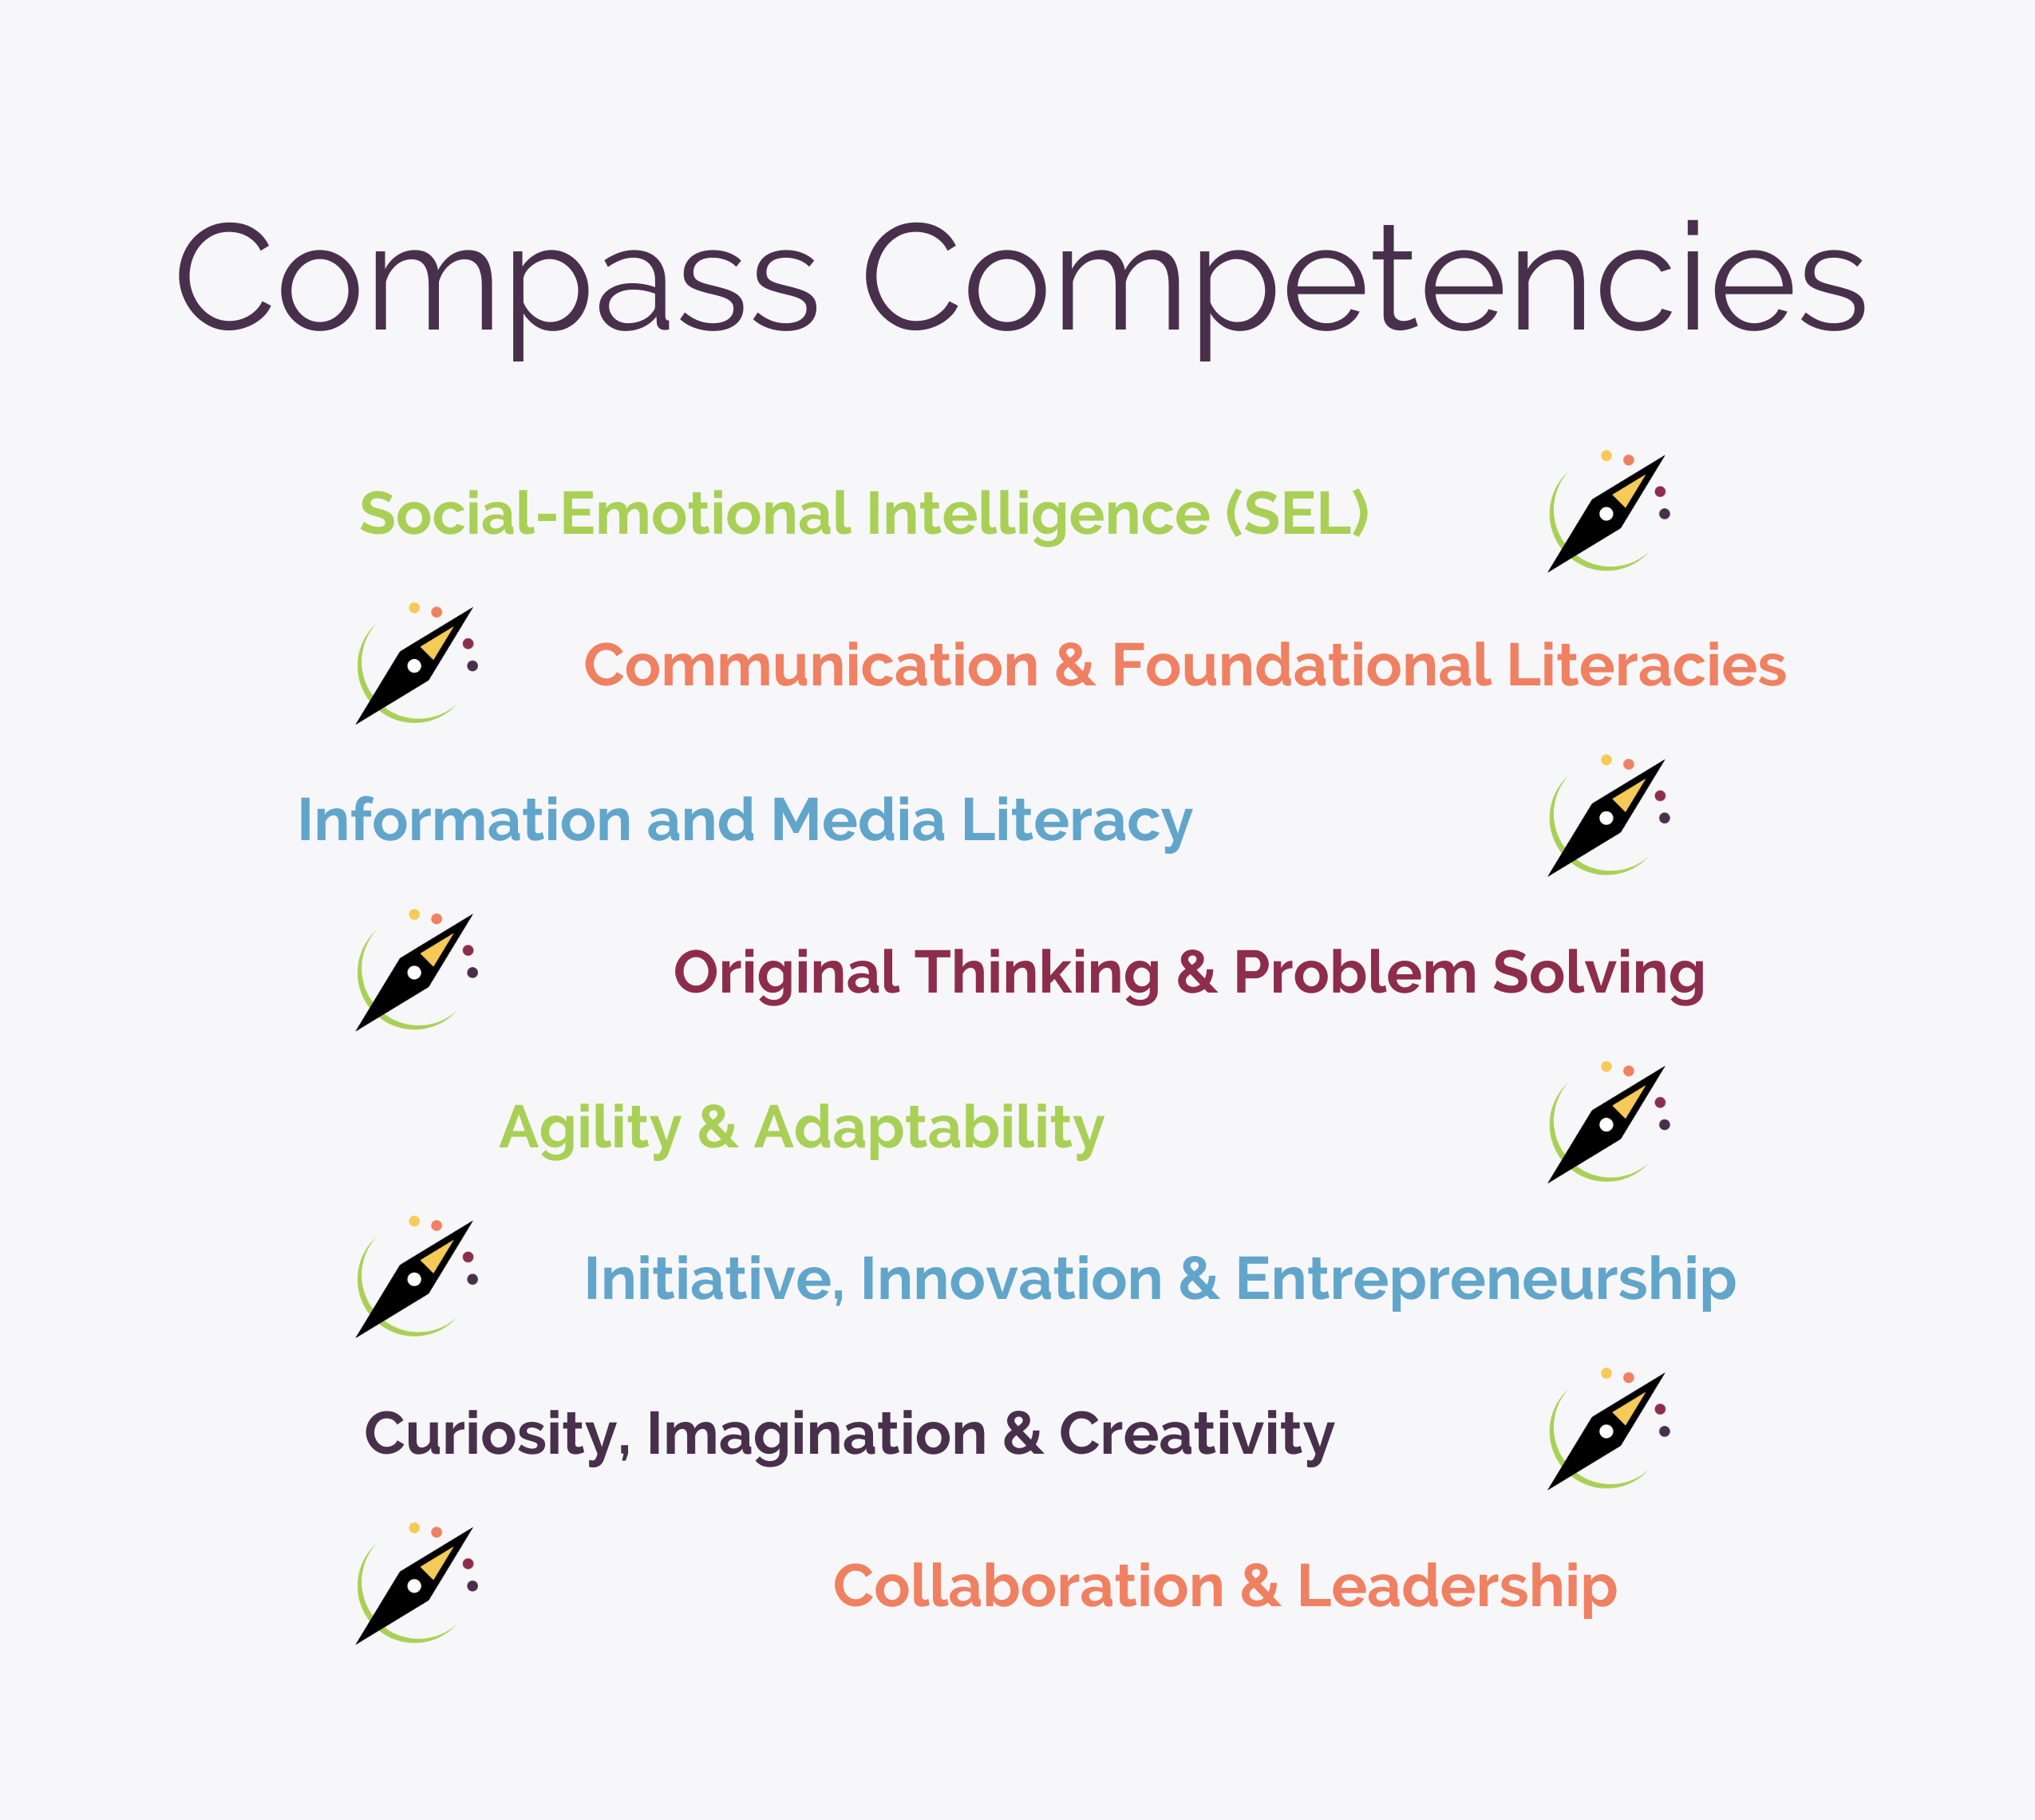 Compass Competencies
Social-Emotional Intelligence (SEL)
Communication & Foundational Literacies
Information and Media Literacy
Original Thinking & Problem Solving
Agility & Adaptability
Initiative, Innovation & Entrepreneurship
Curiosity, Imagination & Creativity
Collaboration & Leadership